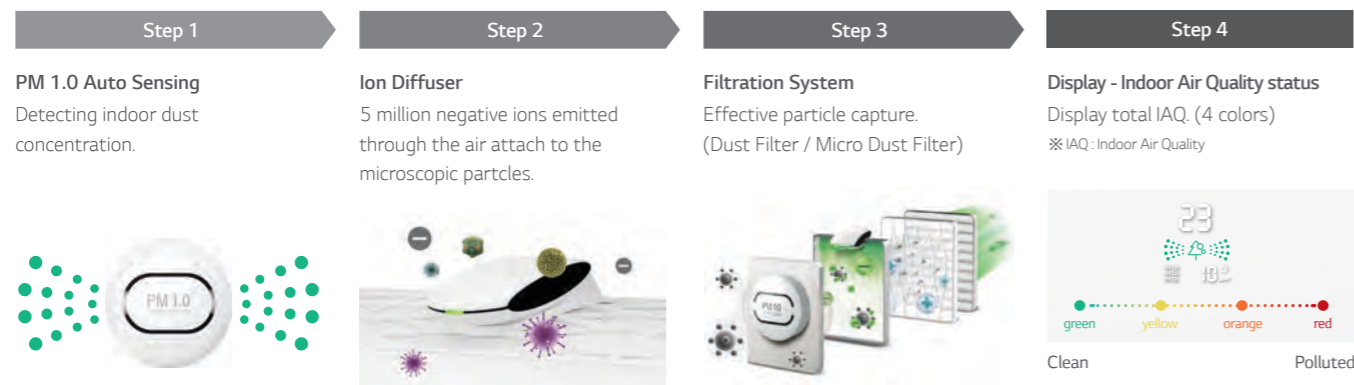 Step 1
PM 1.0 Auto Sensing
Detecting indoor dust
concentration.
PM 1.0
Step 2
Ion Diffuser
5 million negative ions emitted
through the air attach to the
microscopic partcles.
Step 3
Filtration System
Effective particle capture.
(Dust Filter / Micro Dust Filter)
Step 4
Display - Indoor Air Quality status
Display total IAQ. (4 colors)
※ IAQ : Indoor Air Quality
23
10
green yellow orange red
Clean Polluted